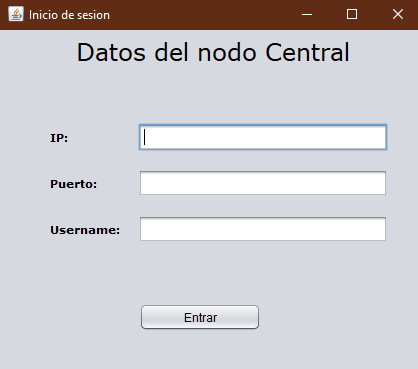 Inicio de sesion
Datos del nodo Central
IP:
Puerto:
Username:
Entrar